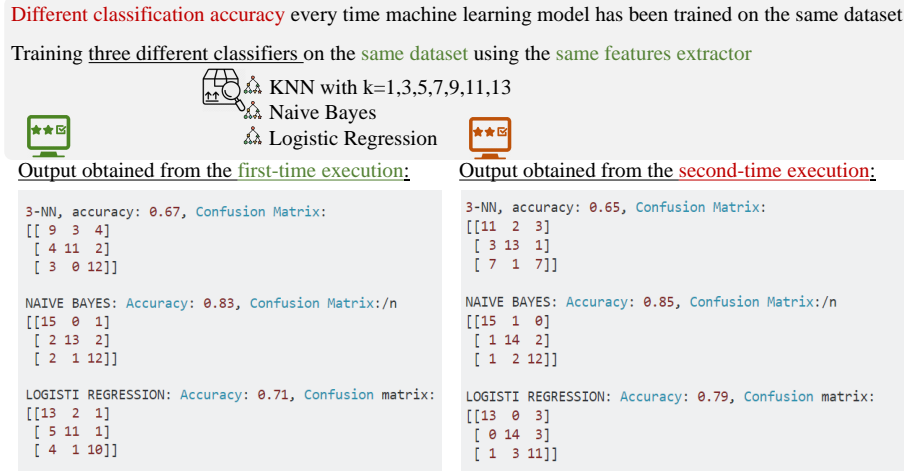 Different classification accuracy every time machine learning model has been trained on the same dataset
Training three different classifiers on the same dataset using the same features extractor
KNN with k=1,3,5,7,9,11,13
Naive Bayes
Logistic Regression
Output obtained from the first-time execution:
3-NN, accuracy: 0.67, Confusion Matrix:
[[ 9 3 4]
[ 4 11 2]
[ 3 0 12]]
NAIVE BAYES: Accuracy: 0.83, Confusion Matrix:/n
[[15 0 1]
[ 2 13 2]
[ 2 1 12]]
LOGISTI REGRESSION: Accuracy: 0.71, Confusion matrix:
[[13 2 1]
[ 5 11 1]
[ 4 1 10]]
Output obtained from the second-time execution:
3-NN, accuracy: 0.65, Confusion Matrix:
[[11 2 3]
[ 3 13 1]
[ 7 1 7]]
NAIVE BAYES: Accuracy: 0.85, Confusion Matrix:/n
[[15 1 0]
[ 1 14 2]
[ 1 2 12]]
LOGISTI REGRESSION: Accuracy: 0.79, Confusion matrix:
[[13 0 3]
[ 0 14 3]
[ 1 3 11]]